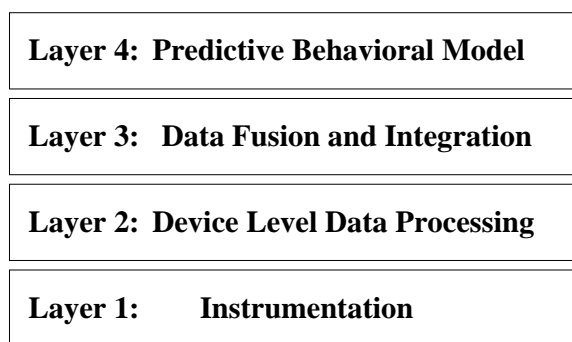 Layer 4: Predictive Behavioral Model
Layer 3: Data Fusion and Integration
Layer 2: Device Level Data Processing
Layer 1: Instrumentation